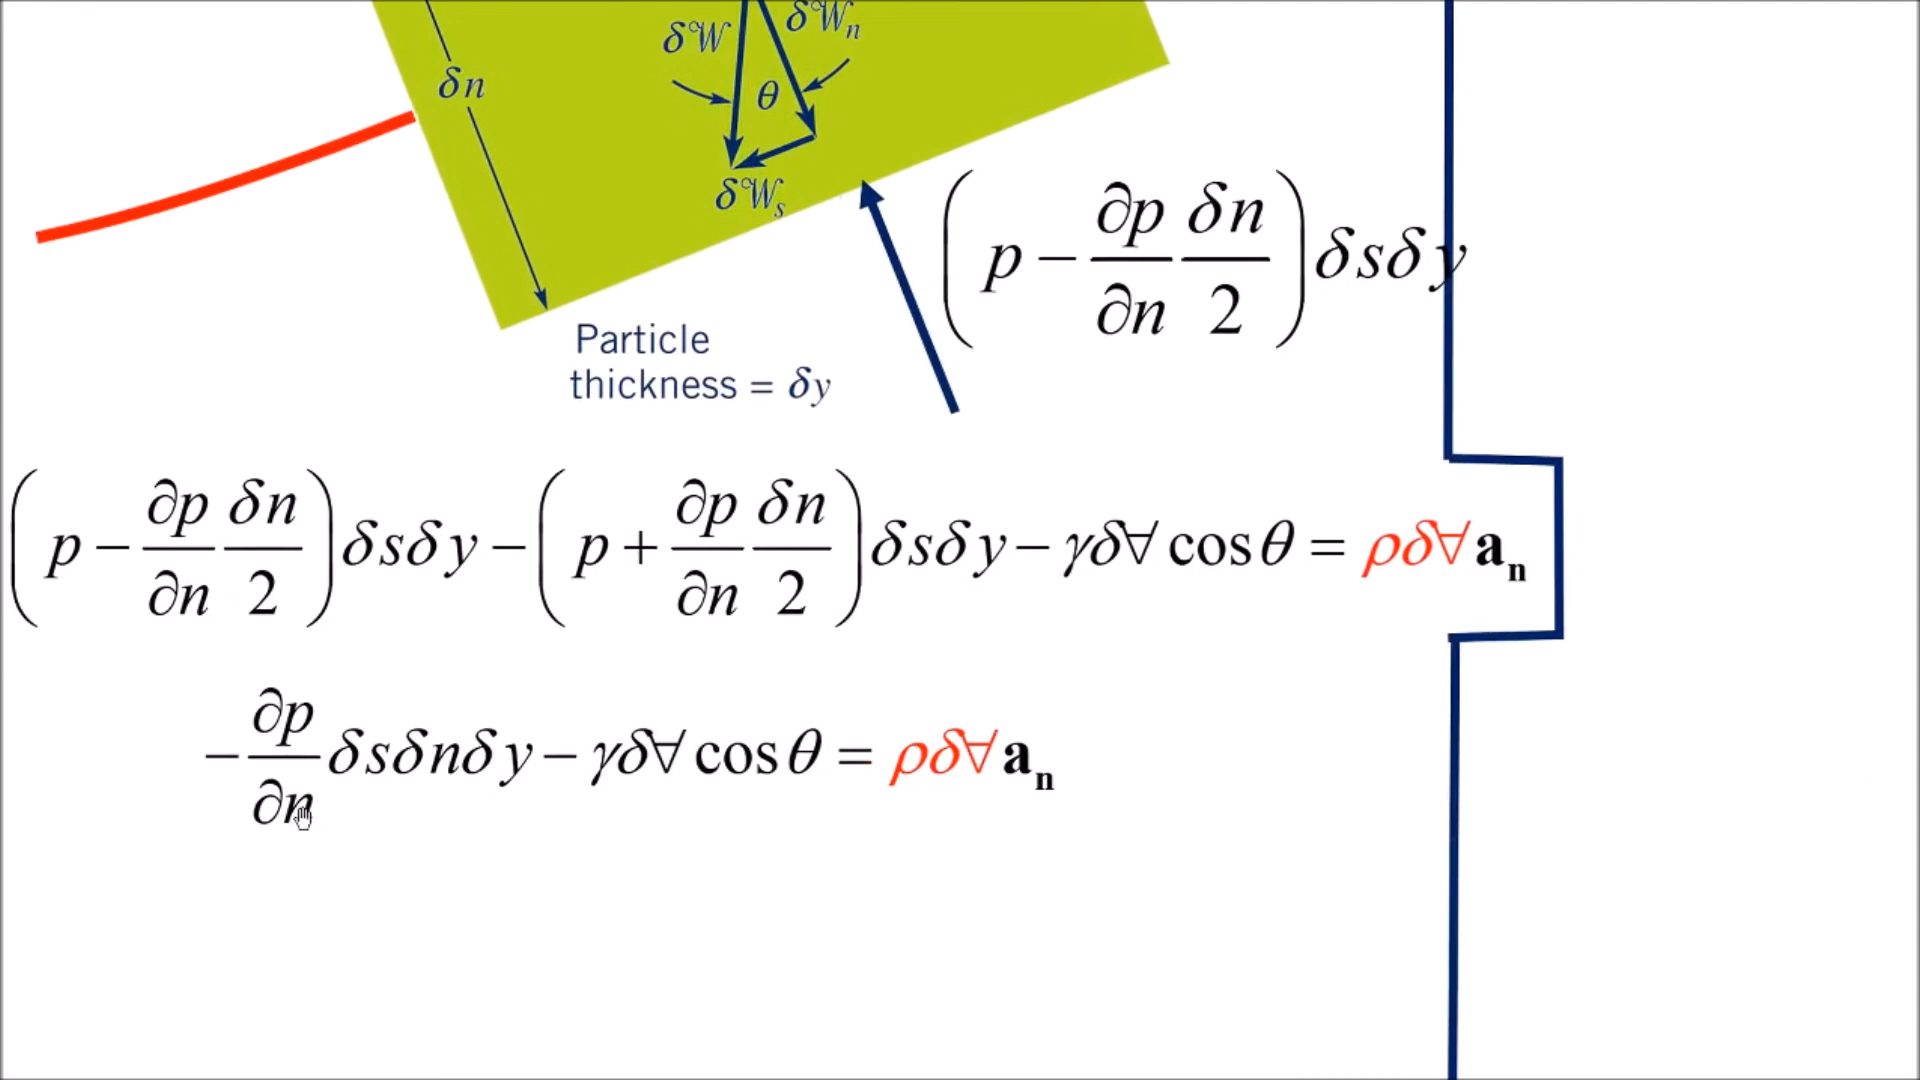 δ𝒲 δ𝒲ₙ
δn
θ
δ𝒲ₛ
(p − ∂p/∂n δn/2) δsδy
Particle
thickness = δy
(p − ∂p/∂n δn/2) δsδy − (p + ∂p/∂n δn/2) δsδy − γδ∀ cos θ = ρδ∀ aₙ
− ∂p/∂n δsδnδy − γδ∀ cos θ = ρδ∀ aₙ